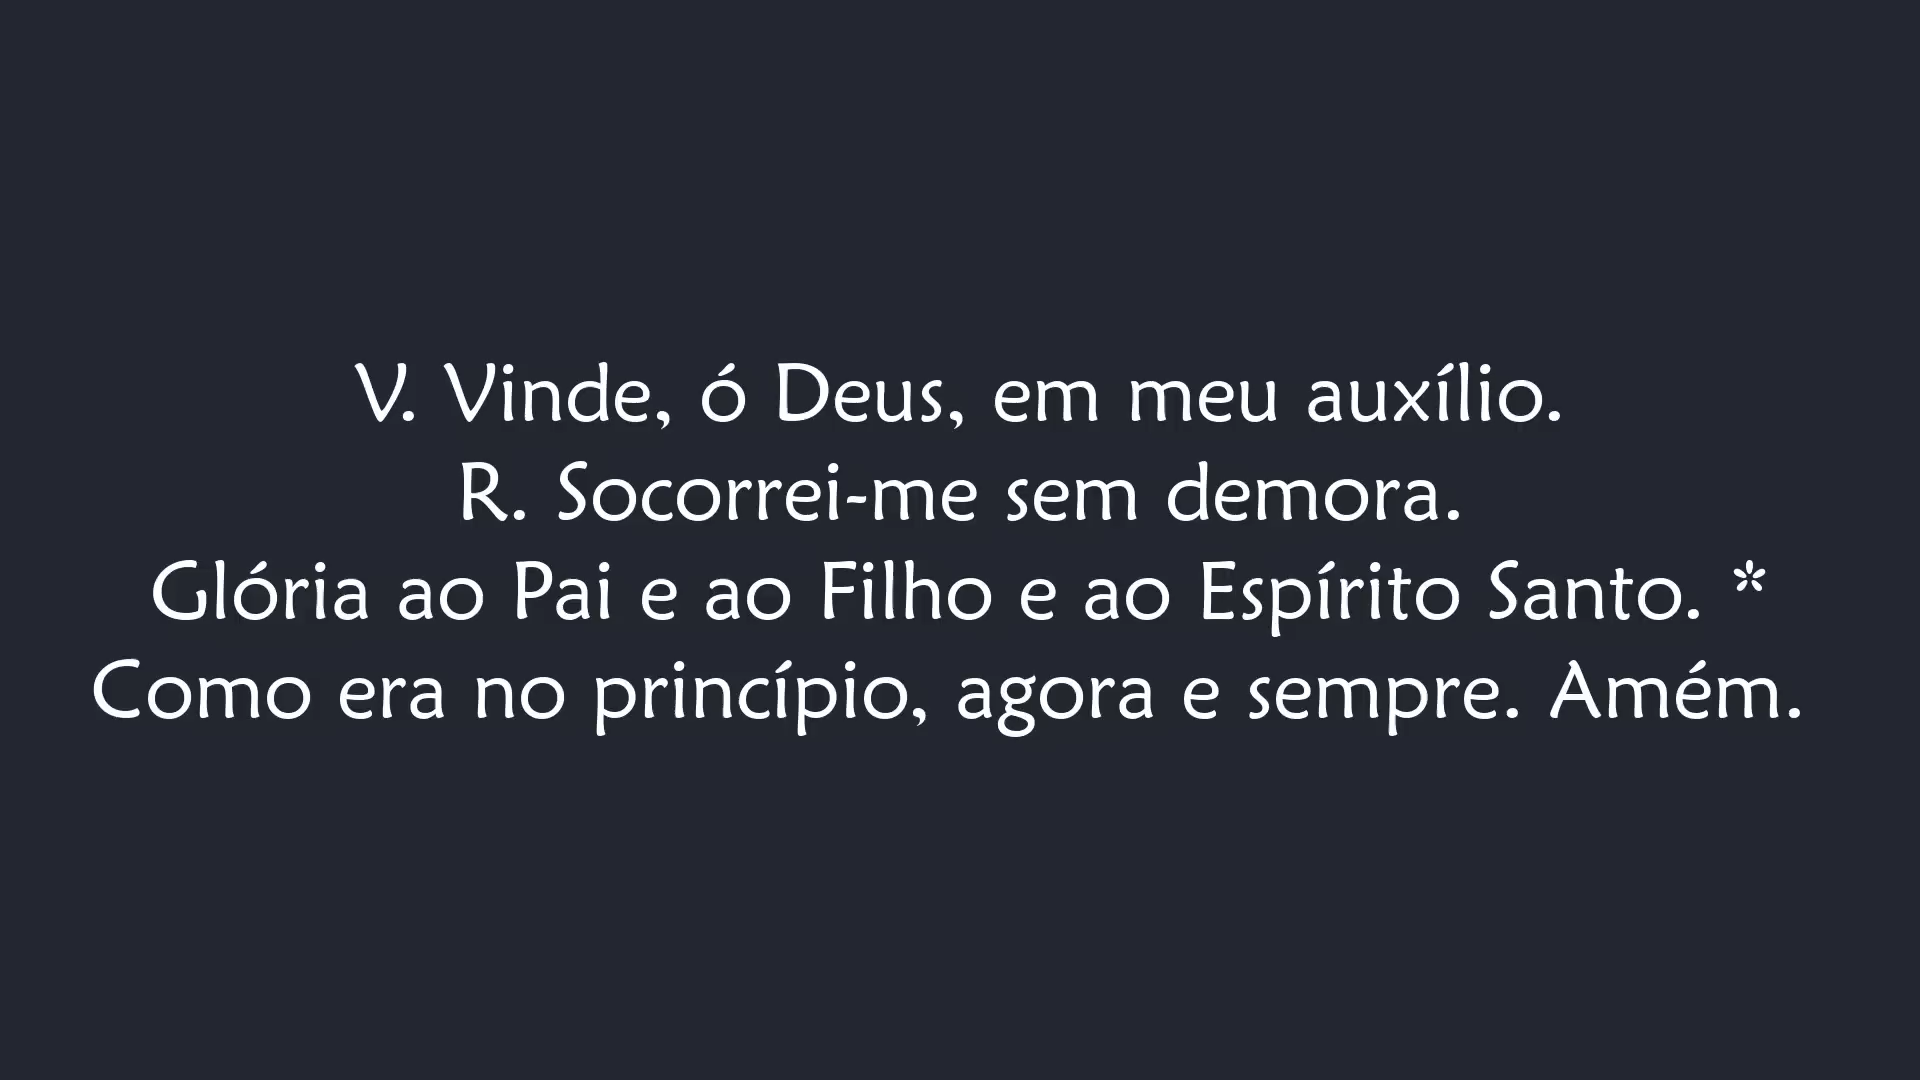 V. Vinde, ó Deus, em meu auxílio.
R. Socorrei-me sem demora.
Glória ao Pai e ao Filho e ao Espírito Santo. *
Como era no princípio, agora e sempre. Amém.